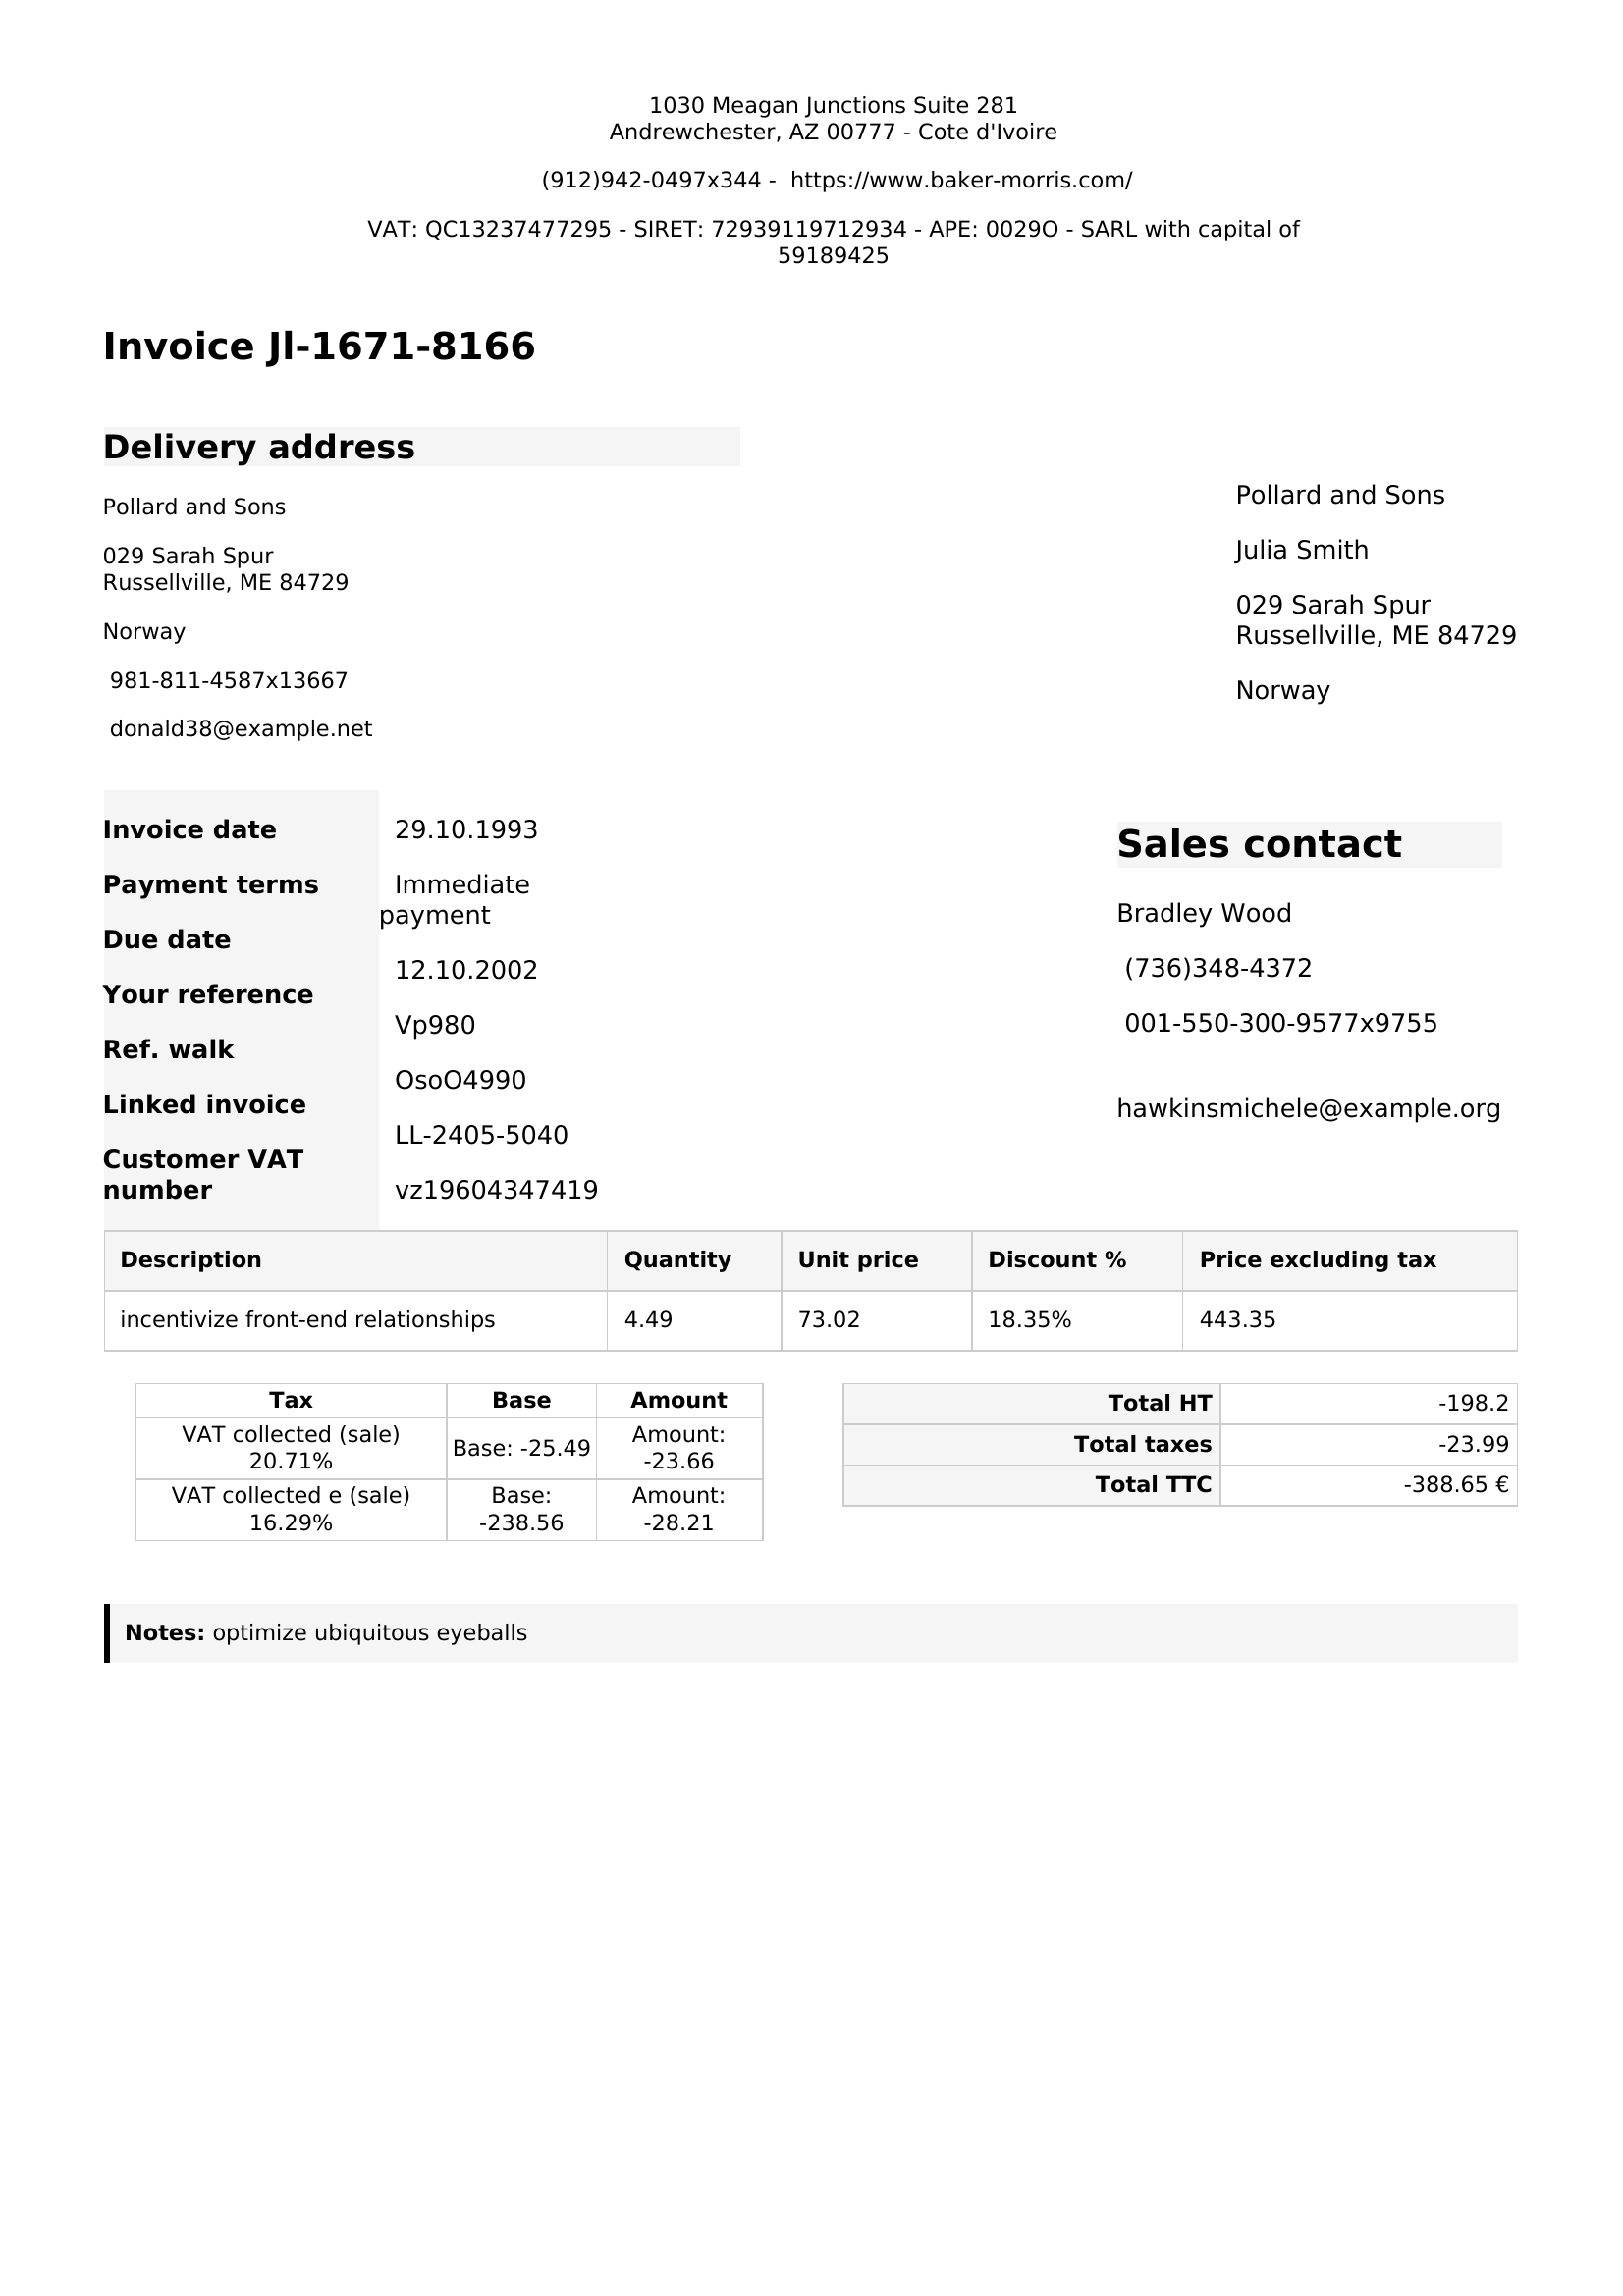 1030 Meagan Junctions Suite 281
Andrewchester, AZ 00777 - Cote d'Ivoire
(912)942-0497x344 -  https://www.baker-morris.com/
VAT: QC13237477295 - SIRET: 72939119712934 - APE: 0029O - SARL with capital of
59189425
Invoice Jl-1671-8166
Delivery address
Pollard and Sons
029 Sarah Spur
Russellville, ME 84729
Norway
981-811-4587x13667
donald38@example.net
Pollard and Sons
Julia Smith
029 Sarah Spur
Russellville, ME 84729
Norway
Invoice date
Payment terms
Due date
Your reference
Ref. walk
Linked invoice
Customer VAT
number
29.10.1993
Immediate
payment
12.10.2002
Vp980
OsoO4990
LL-2405-5040
vz19604347419
Sales contact
Bradley Wood
(736)348-4372
001-550-300-9577x9755
hawkinsmichele@example.org
Description Quantity Unit price Discount % Price excluding tax
incentivize front-end relationships 4.49 73.02 18.35% 443.35
Tax Base Amount
VAT collected (sale)
20.71%
Base: -25.49
Amount:
-23.66
VAT collected e (sale)
16.29%
Base:
-238.56
Amount:
-28.21
Total HT -198.2
Total taxes -23.99
Total TTC -388.65 €
Notes: optimize ubiquitous eyeballs